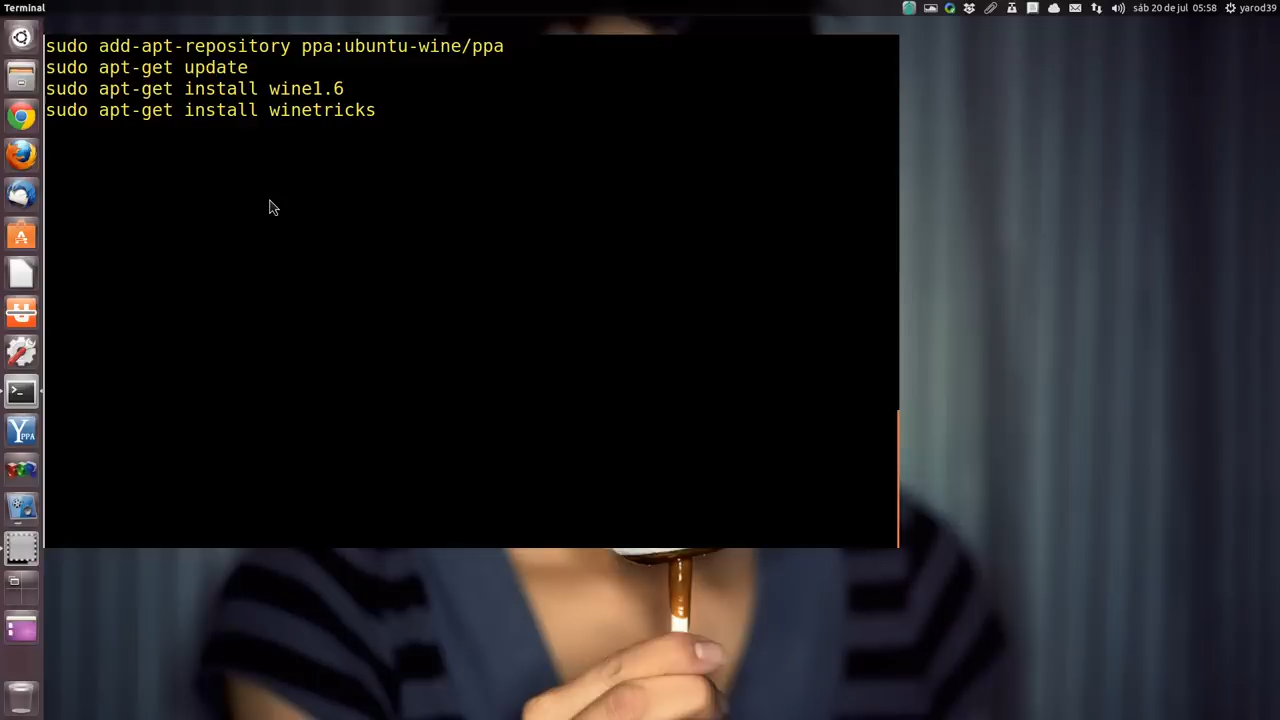 Terminal
sáb 20 de jul 05:58 yarod39
sudo add-apt-repository ppa:ubuntu-wine/ppa
sudo apt-get update
sudo apt-get install wine1.6
sudo apt-get install winetricks
Y PPA